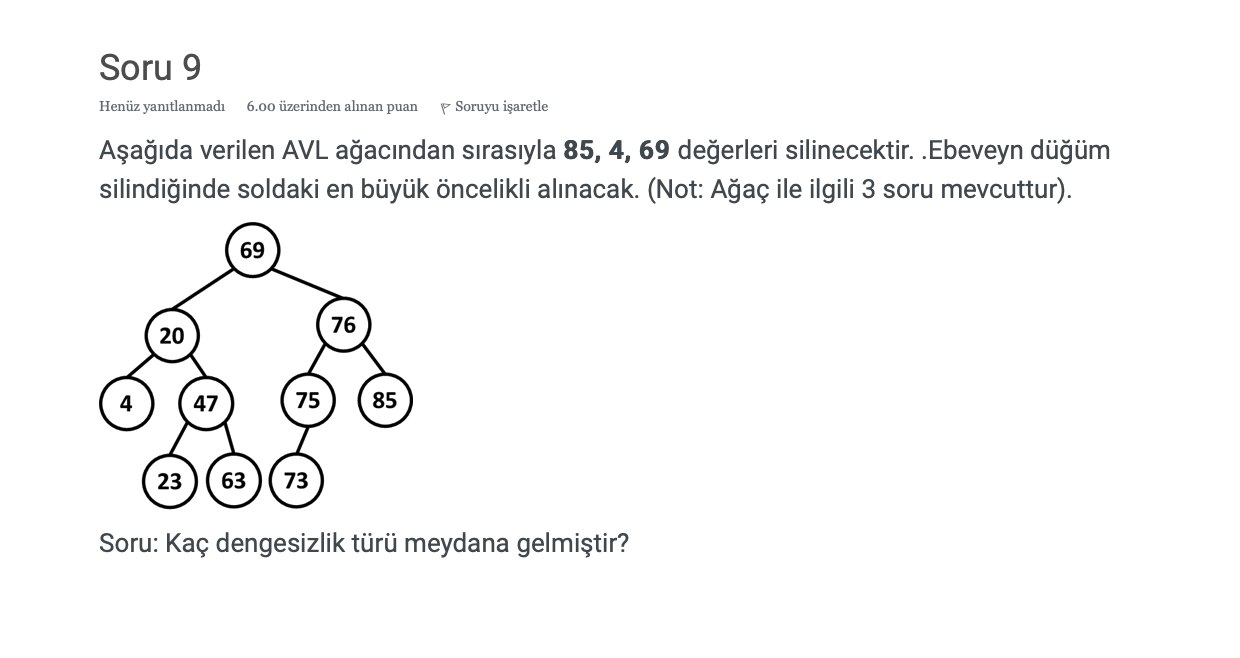 Soru 9
Henüz yanıtlanmadı 6.00 üzerinden alınan puan Soruyu işaretle
Aşağıda verilen AVL ağacından sırasıyla 85, 4, 69 değerleri silinecektir. .Ebeveyn düğüm
silindiğinde soldaki en büyük öncelikli alınacak. (Not: Ağaç ile ilgili 3 soru mevcuttur).
69
20 76
4 47 75 85
23 63 73
Soru: Kaç dengesizlik türü meydana gelmiştir?